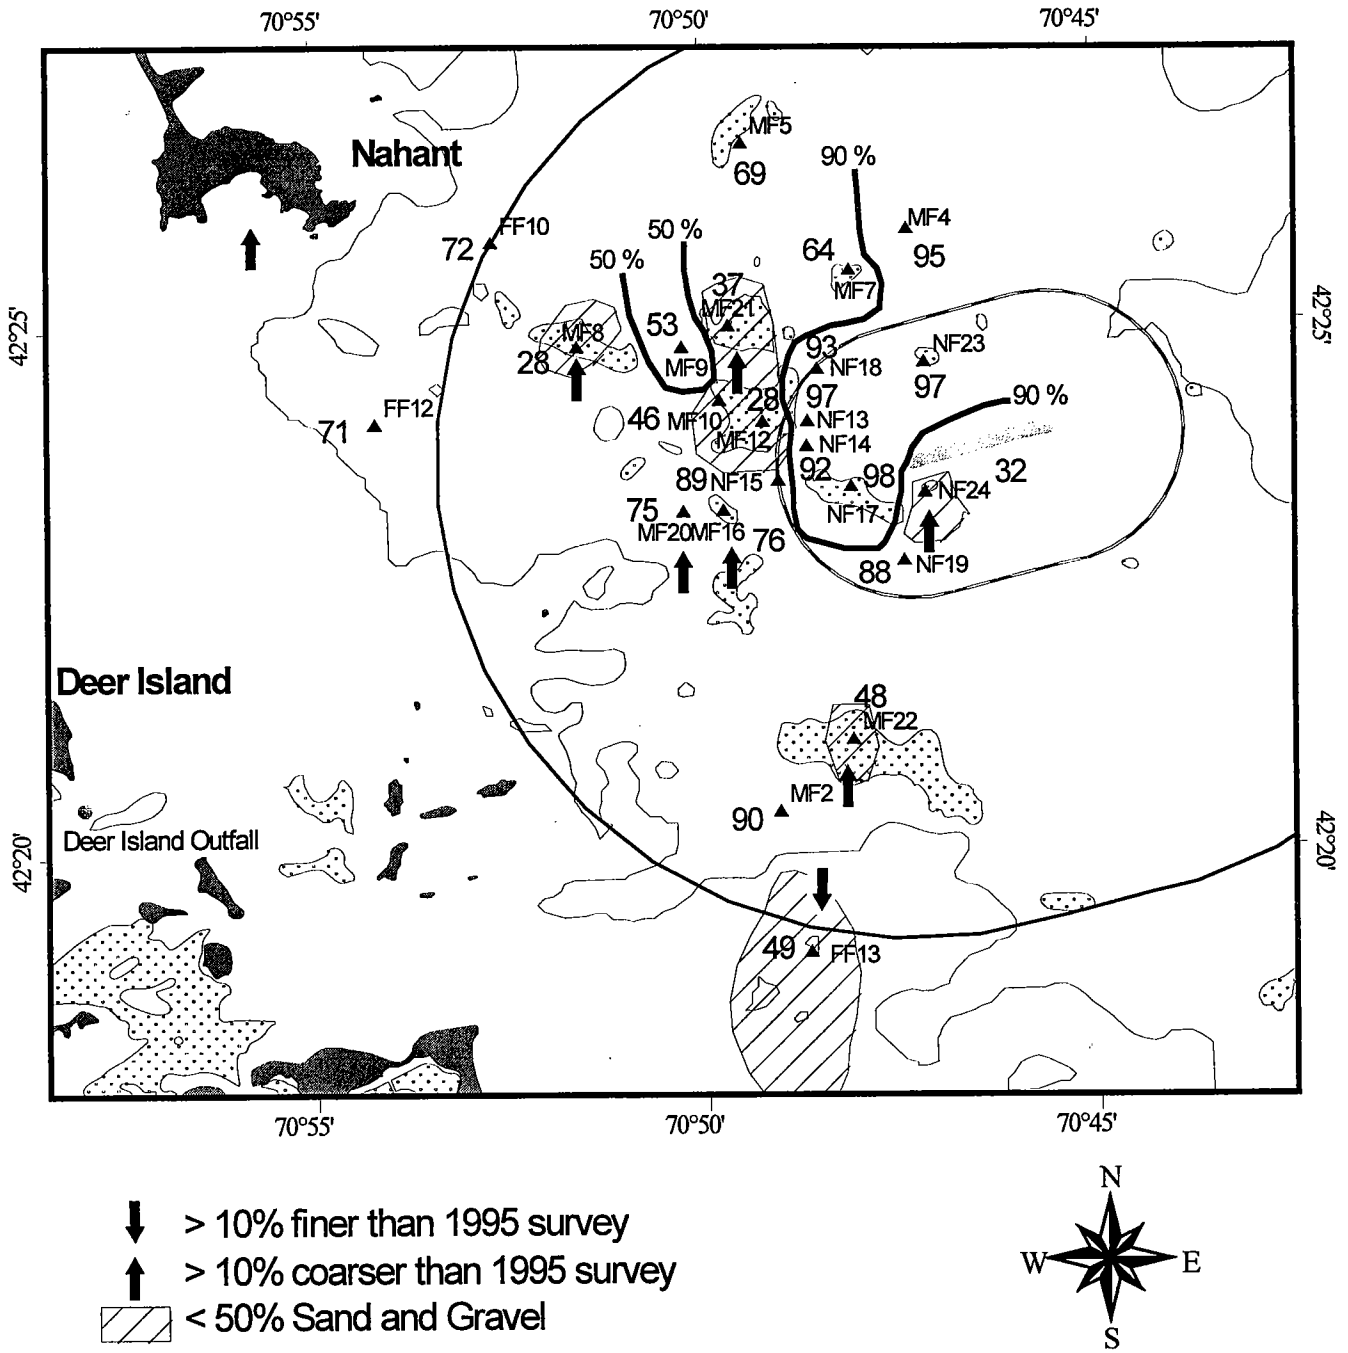 70°55' 70°50' 70°45'
Nahant
MF5
69
90 %
MF4
95
FF10
72
50 %
50 %
64
MF7
37
MF21
42°25'
42°25'
MF8
28
53
MF9
93
NF18
NF23
97
FF12
71
46
MF10
28
MF12
97
NF13
NF14
92
90 %
89 NF15
98
NF17
32
NF24
75
MF20
MF16
76
88
NF19
Deer Island
48
MF22
MF2
90
Deer Island Outfall
42°20'
42°20'
49
FF13
70°55' 70°50' 70°45'
> 10% finer than 1995 survey
> 10% coarser than 1995 survey
< 50% Sand and Gravel
N
W E
S